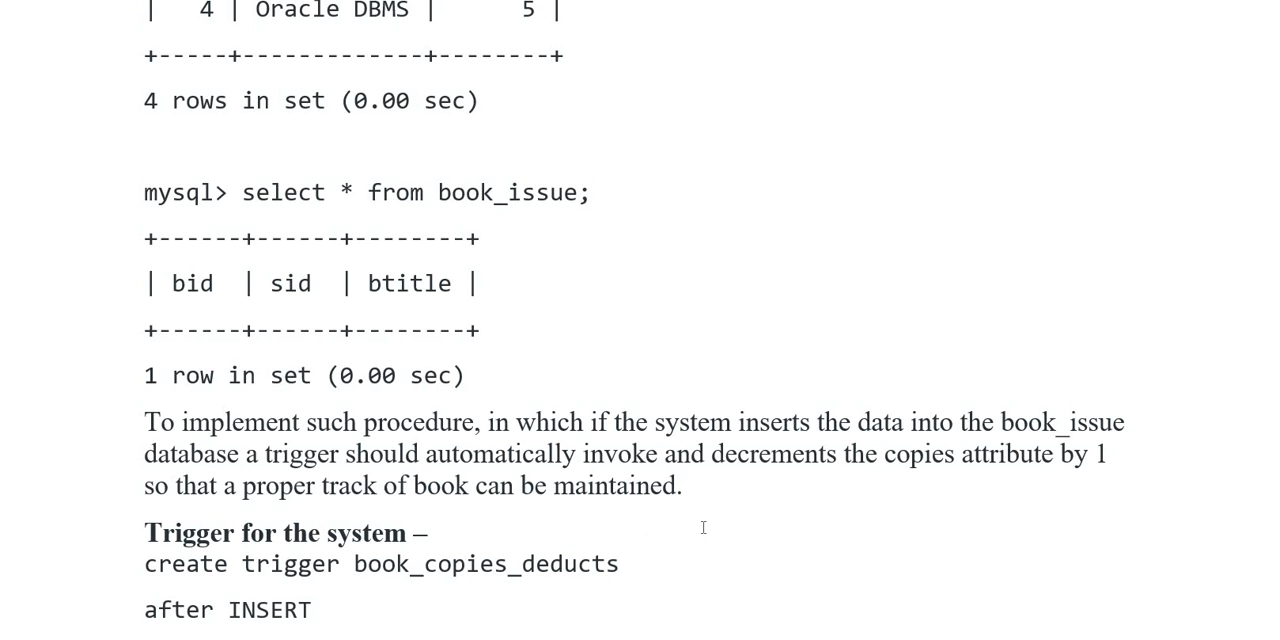 |   4 | Oracle DBMS |      5 |
+-----+-------------+--------+
4 rows in set (0.00 sec)
mysql> select * from book_issue;
+------+------+--------+
| bid  | sid  | btitle |
+------+------+--------+
1 row in set (0.00 sec)
To implement such procedure, in which if the system inserts the data into the book_issue
database a trigger should automatically invoke and decrements the copies attribute by 1
so that a proper track of book can be maintained.
Trigger for the system –
create trigger book_copies_deducts
after INSERT